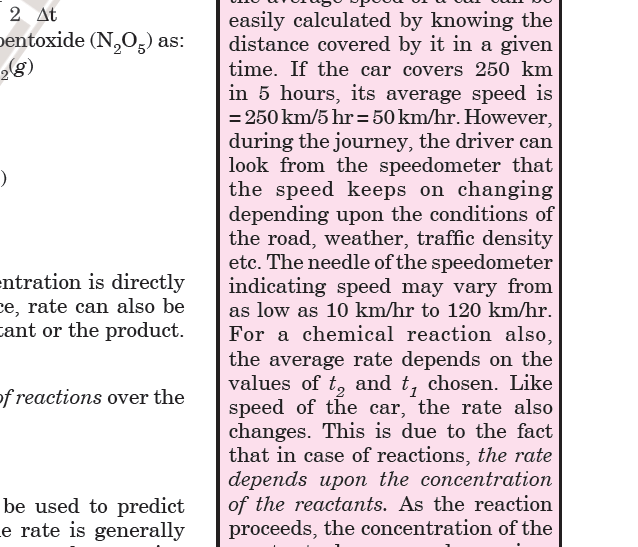 2 Δt
pentoxide (N₂O₅) as:
₂(g)
)
entration is directly
ce, rate can also be
tant or the product.
of reactions over the
be used to predict
e rate is generally
easily calculated by knowing the
distance covered by it in a given
time. If the car covers 250 km
in 5 hours, its average speed is
= 250 km/5 hr = 50 km/hr. However,
during the journey, the driver can
look from the speedometer that
the speed keeps on changing
depending upon the conditions of
the road, weather, traffic density
etc. The needle of the speedometer
indicating speed may vary from
as low as 10 km/hr to 120 km/hr.
For a chemical reaction also,
the average rate depends on the
values of t₂ and t₁ chosen. Like
speed of the car, the rate also
changes. This is due to the fact
that in case of reactions, the rate
depends upon the concentration
of the reactants. As the reaction
proceeds, the concentration of the